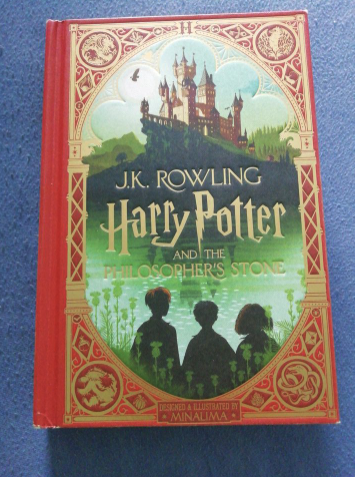 H
J.K. ROWLING
Harry Potter
AND THE
PHILOSOPHER'S STONE
DESIGNED & ILLUSTRATED BY
MINALIMA